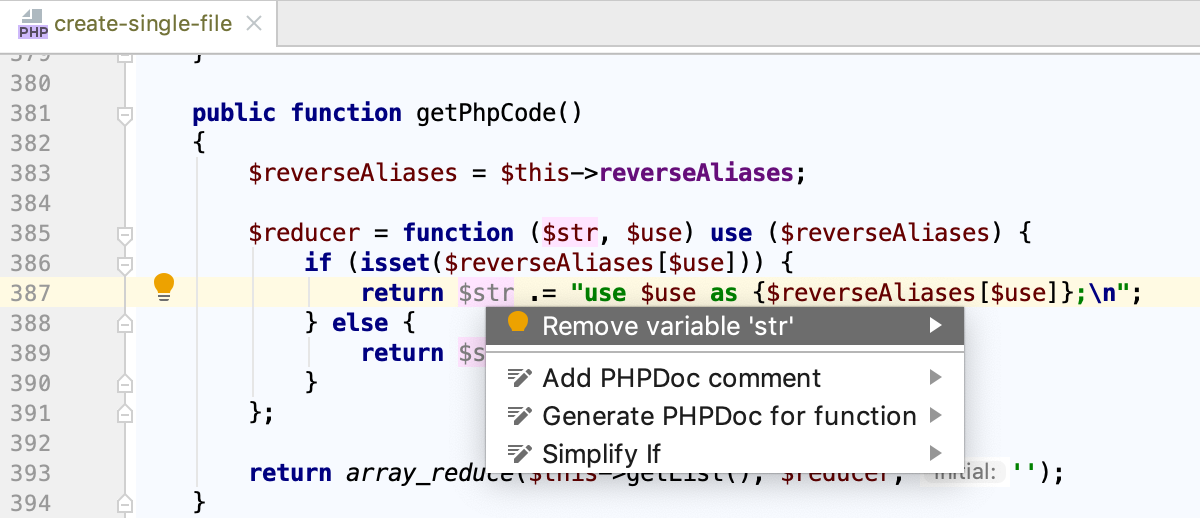 PHP create-single-file
379 }
380
381 public function getPhpCode()
382 {
383 $reverseAliases = $this->reverseAliases;
384
385 $reducer = function ($str, $use) use ($reverseAliases) {
386 if (isset($reverseAliases[$use])) {
387 return $str .= "use $use as {$reverseAliases[$use]};\n";
388 } else {
Remove variable 'str'
389 return $s
390 }
Add PHPDoc comment
391 };
Generate PHPDoc for function
392
Simplify If
393 return array_reduce($this->getList(), $reducer, initial: '');
394 }